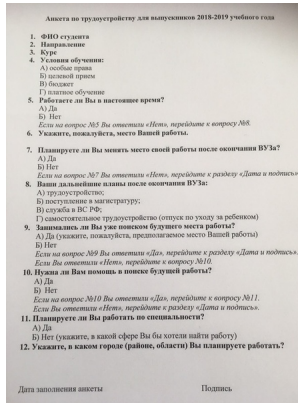 Анкета по трудоустройству для выпускников 2018-2019 учебного года
1. ФИО студента
2. Направление
3. Курс
4. Условия обучения:
А) особые права
Б) целевой прием
В) бюджет
Г) платное обучение
5. Работаете ли Вы в настоящее время?
А) Да
Б) Нет
Если на вопрос №5 Вы ответили «Нет», перейдите к вопросу №8.
6. Укажите, пожалуйста, место Вашей работы.
7. Планируете ли Вы менять место своей работы после окончания ВУЗа?
А) Да
Б) Нет
Если на вопрос №7 Вы ответили «Нет», перейдите к разделу «Дата и подпись»
8. Ваши дальнейшие планы после окончания ВУЗа:
А) трудоустройство;
Б) поступление в магистратуру;
В) служба в ВС РФ;
Г) самостоятельное трудоустройство (отпуск по уходу за ребенком)
9. Занимались ли Вы уже поиском будущего места работы?
А) Да (укажите, пожалуйста, предполагаемое место Вашей работы)
Б) Нет
Если на вопрос №9 Вы ответили «Да», перейдите к разделу «Дата и подпись».
Если Вы ответили «Нет», перейдите к вопросу №10.
10. Нужна ли Вам помощь в поиске будущей работы?
А) Да
Б) Нет
Если на вопрос №10 Вы ответили «Да», перейдите к вопросу №11.
Если Вы ответили «Нет», перейдите к разделу «Дата и подпись».
11. Планируете ли Вы работать по специальности?
А) Да
Б) Нет (укажите, в какой сфере Вы бы хотели найти работу)
12. Укажите, в каком городе (районе, области) Вы планируете работать?
Дата заполнения анкеты Подпись